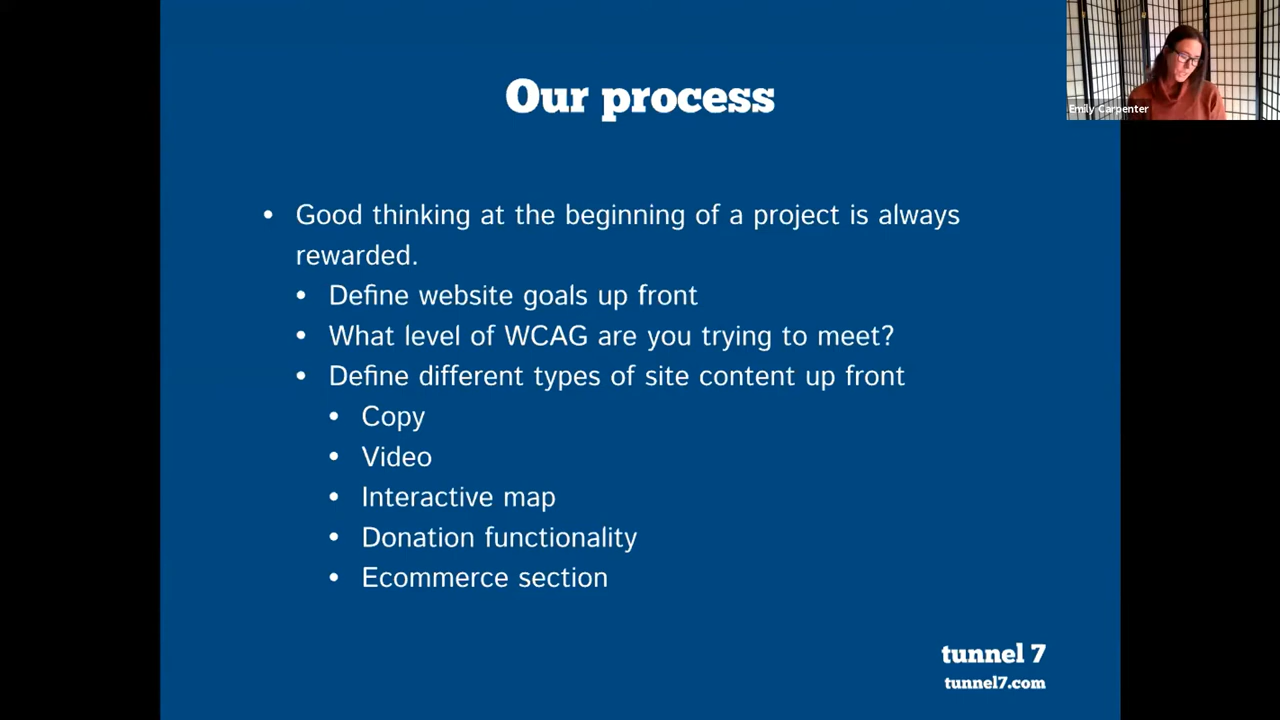 Our process
Emily Carpenter
• Good thinking at the beginning of a project is always
rewarded.
• Define website goals up front
• What level of WCAG are you trying to meet?
• Define different types of site content up front
• Copy
• Video
• Interactive map
• Donation functionality
• Ecommerce section
tunnel 7
tunnel7.com